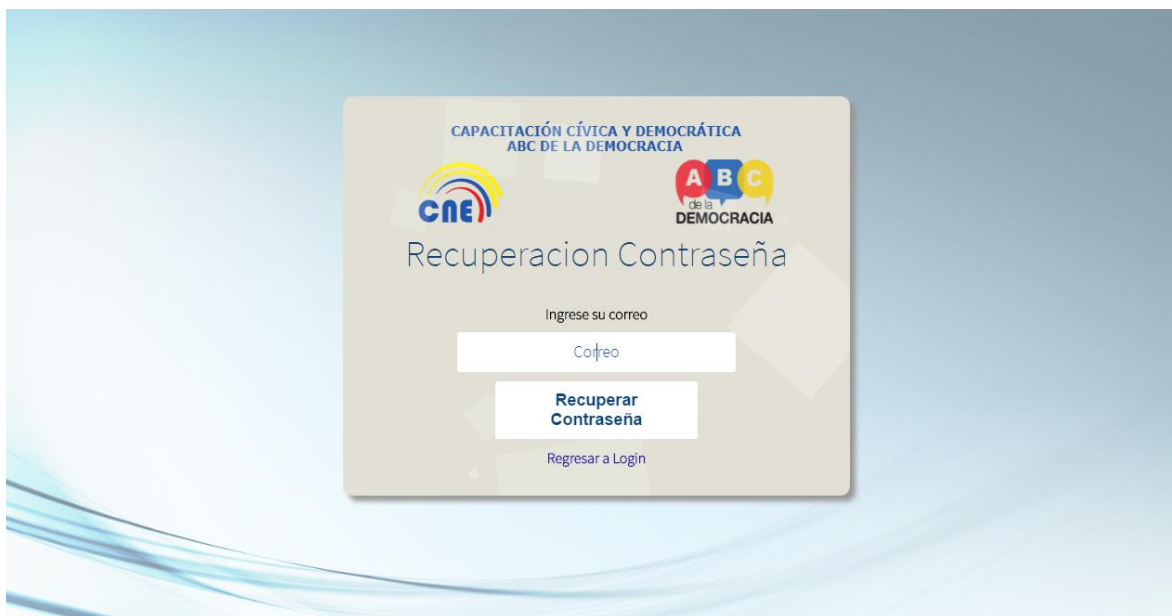 CAPACITACIÓN CÍVICA Y DEMOCRÁTICA
ABC DE LA DEMOCRACIA
CNE
A B C
de la
DEMOCRACIA
Recuperacion Contraseña
Ingrese su correo
Correo
Recuperar
Contraseña
Regresar a Login